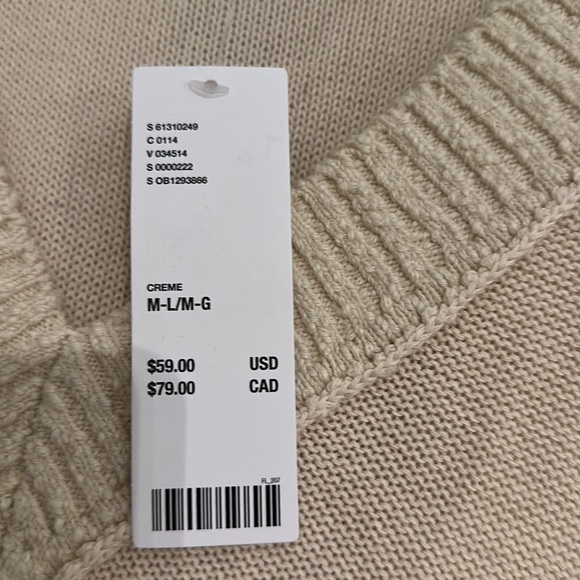 S 61310249
C 0114
V 034514
S 0000222
S OB1293866
CREME
M-L/M-G
$59.00 USD
$79.00 CAD
FL_207